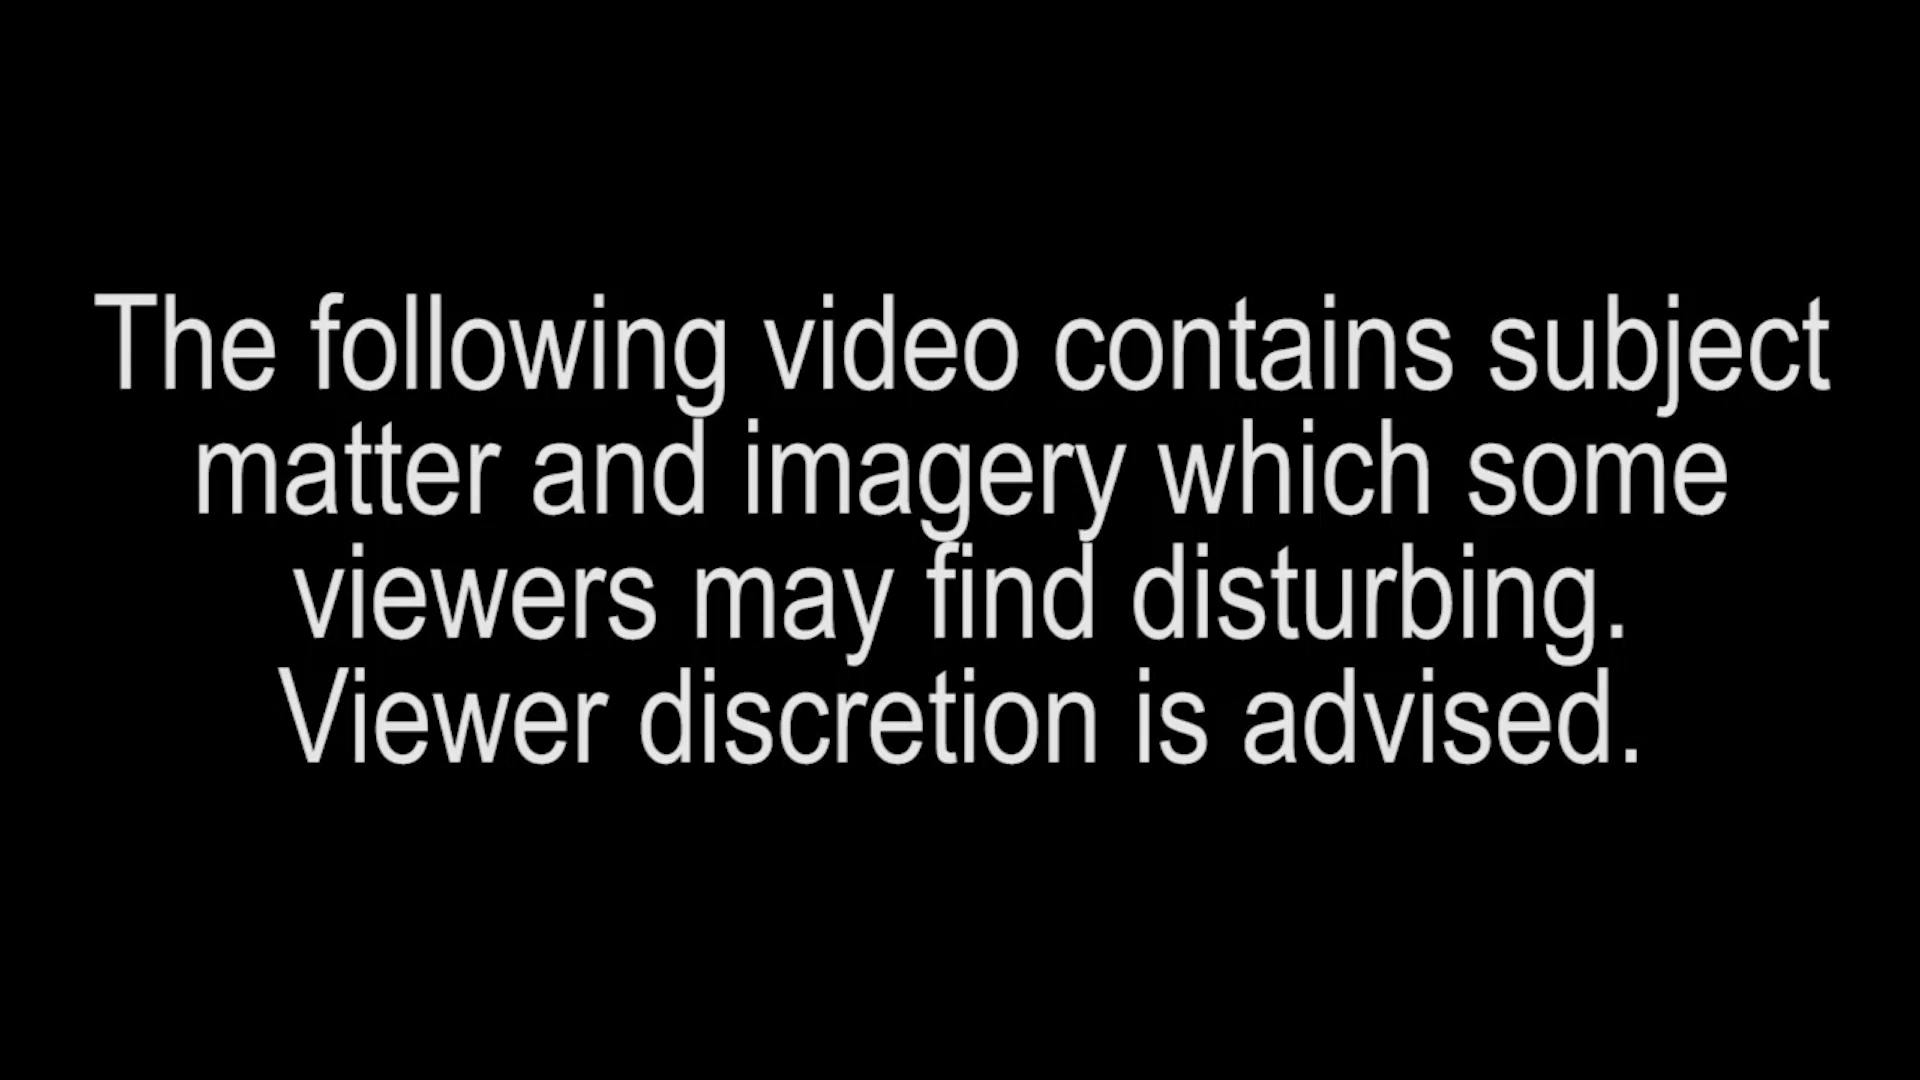 The following video contains subject
matter and imagery which some
viewers may find disturbing.
Viewer discretion is advised.